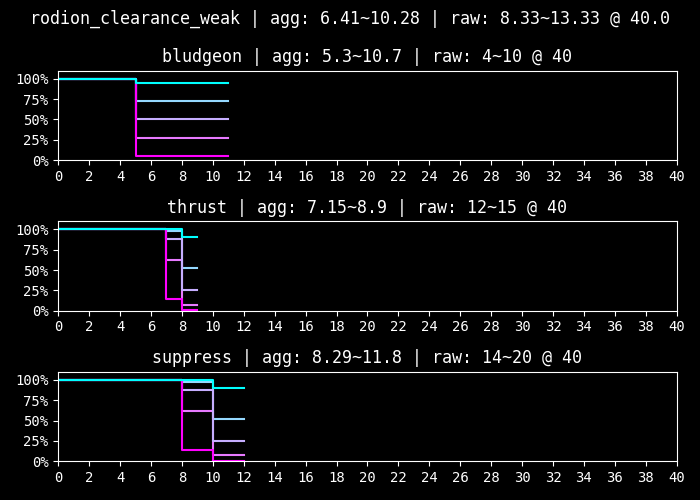 rodion_clearance_weak | agg: 6.41~10.28 | raw: 8.33~13.33 @ 40.0
bludgeon | agg: 5.3~10.7 | raw: 4~10 @ 40
100%
75%
50%
25%
0%
0 2 4 6 8 10 12 14 16 18 20 22 24 26 28 30 32 34 36 38 40
thrust | agg: 7.15~8.9 | raw: 12~15 @ 40
100%
75%
50%
25%
0%
0 2 4 6 8 10 12 14 16 18 20 22 24 26 28 30 32 34 36 38 40
suppress | agg: 8.29~11.8 | raw: 14~20 @ 40
100%
75%
50%
25%
0%
0 2 4 6 8 10 12 14 16 18 20 22 24 26 28 30 32 34 36 38 40